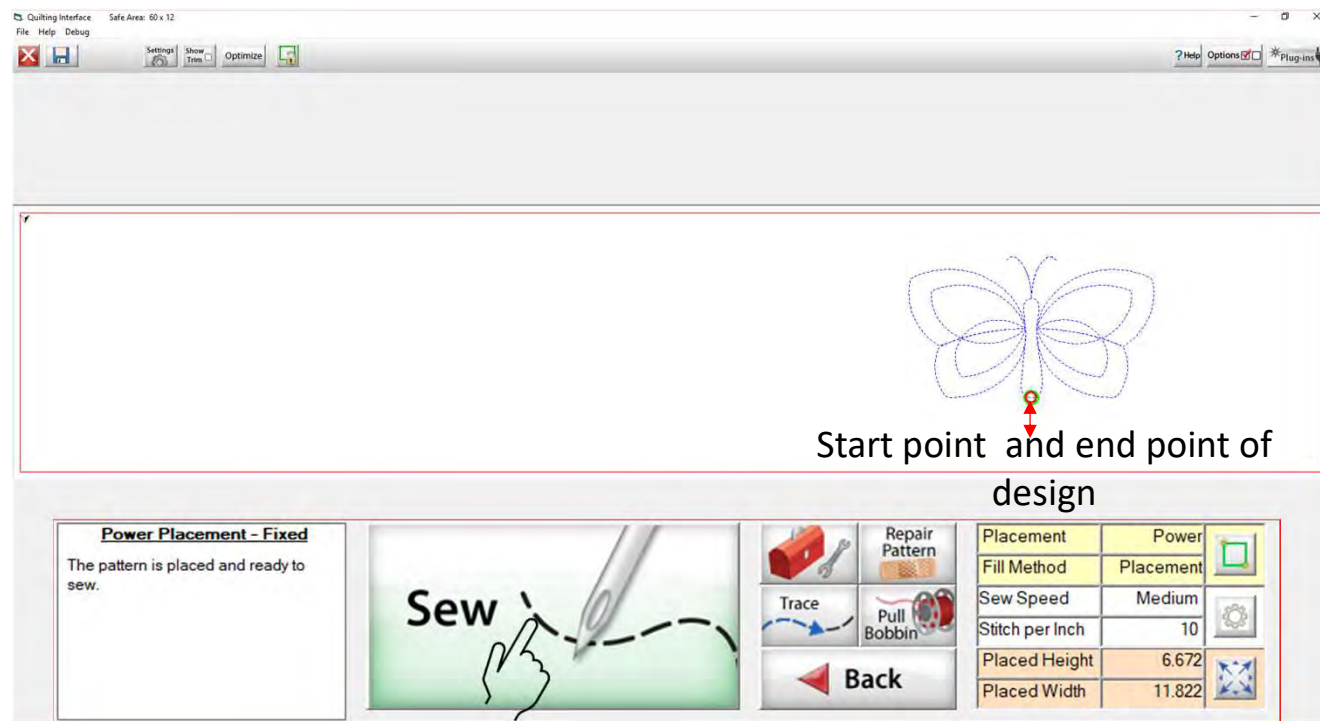 Quilting Interface Safe Area: 60 x 12
File Help Debug
Settings
Show Trim
Optimize
? Help
Options
Plug-ins
Start point and end point of
design
Power Placement - Fixed
The pattern is placed and ready to
sew.
Sew
Repair
Pattern
Trace
Pull
Bobbin
Back
Placement Power
Fill Method Placement
Sew Speed Medium
Stitch per Inch 10
Placed Height 6.672
Placed Width 11.822